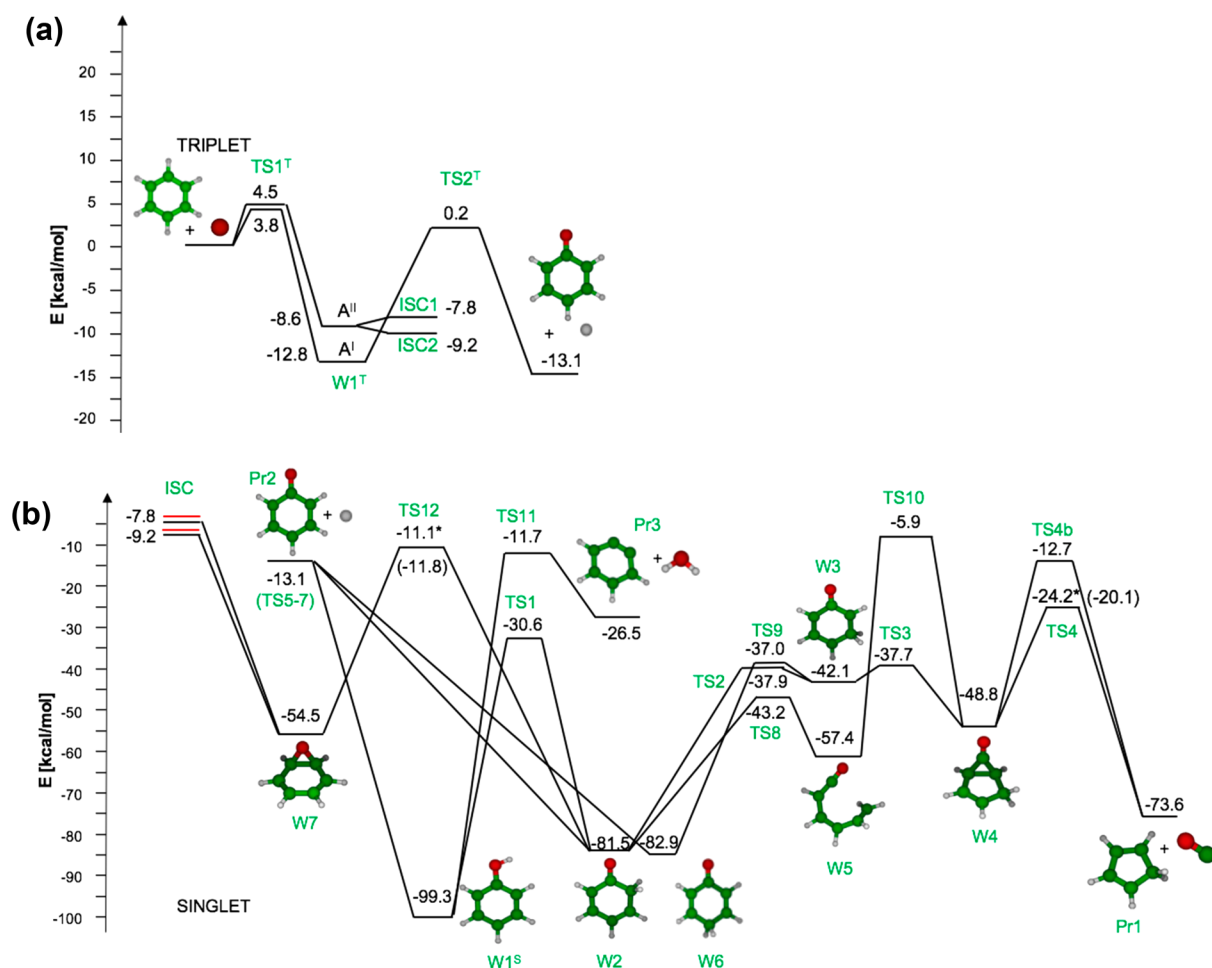 (a)
E [kcal/mol]
20
15
10
5
0
-5
-10
-15
-20
TRIPLET
+
TS1ᵀ
4.5
3.8
-8.6
Aᴵᴵ
-12.8
Aᴵ
W1ᵀ
ISC1
-7.8
ISC2
-9.2
TS2ᵀ
0.2
+
-13.1
(b)
E [kcal/mol]
-10
-20
-30
-40
-50
-60
-70
-80
-90
-100
ISC
-7.8
-9.2
Pr2
+
-13.1
(TS5-7)
TS12
-11.1*
(-11.8)
TS11
-11.7
Pr3
+
-26.5
TS1
-30.6
-54.5
W7
-99.3
W1ˢ
-81.5
W2
-82.9
W6
TS9
-37.0
TS2
-37.9
-43.2
TS8
W3
-42.1
TS3
-37.7
-57.4
W5
TS10
-5.9
-48.8
W4
TS4b
-12.7
-24.2* (-20.1)
TS4
-73.6
+
Pr1
SINGLET